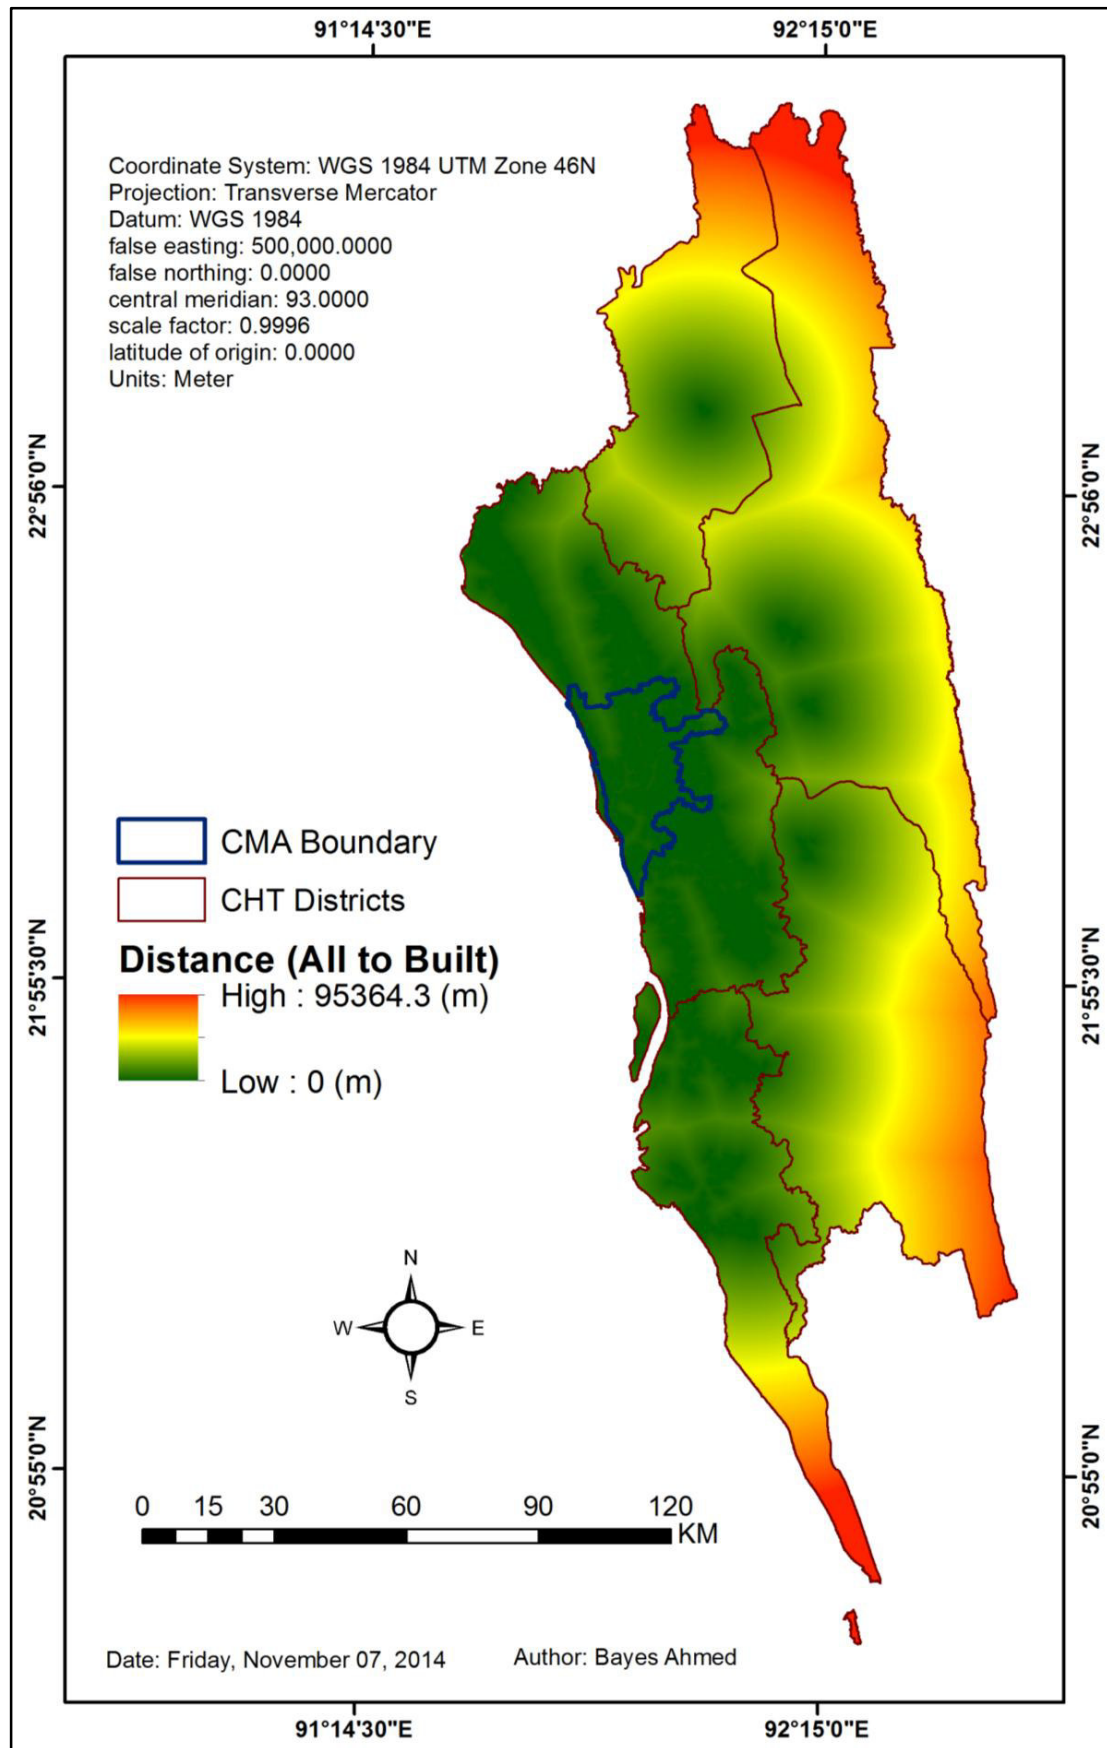 91°14'30"E
92°15'0"E
Coordinate System: WGS 1984 UTM Zone 46N
Projection: Transverse Mercator
Datum: WGS 1984
false easting: 500,000.0000
false northing: 0.0000
central meridian: 93.0000
scale factor: 0.9996
latitude of origin: 0.0000
Units: Meter
22°56'0"N
22°56'0"N
CMA Boundary
CHT Districts
Distance (All to Built)
High : 95364.3 (m)
Low : 0 (m)
21°55'30"N
21°55'30"N
N
W
E
S
20°55'0"N
20°55'0"N
0 15 30 60 90 120
KM
Date: Friday, November 07, 2014
Author: Bayes Ahmed
91°14'30"E
92°15'0"E